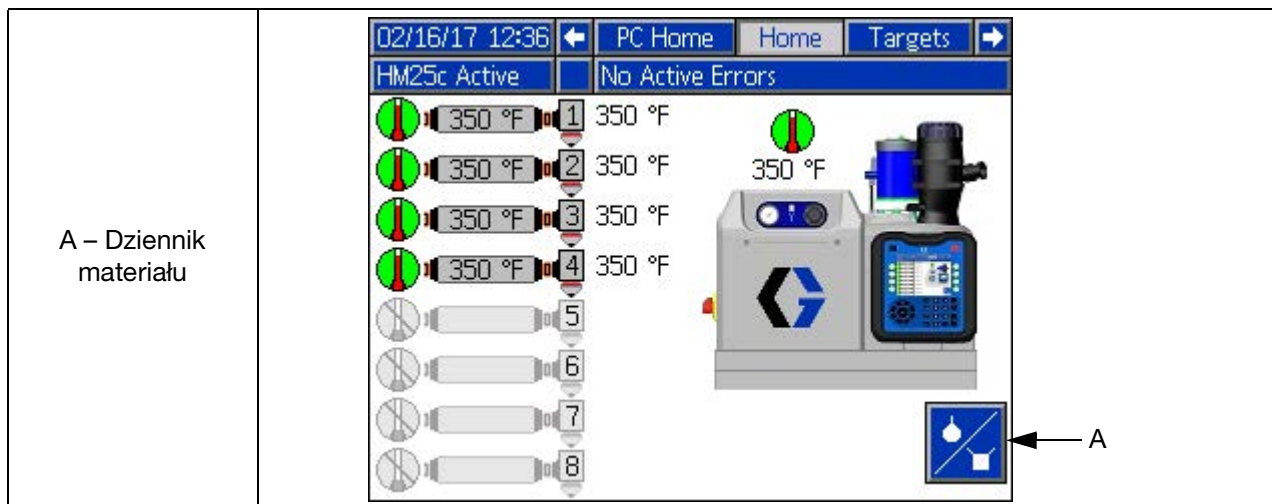 A – Dziennik
materiału
02/16/17 12:36 PC Home Home Targets
HM25c Active No Active Errors
350 °F 1 350 °F
350 °F 2 350 °F
350 °F 3 350 °F
350 °F 4 350 °F
5
6
7
8
350 °F
A